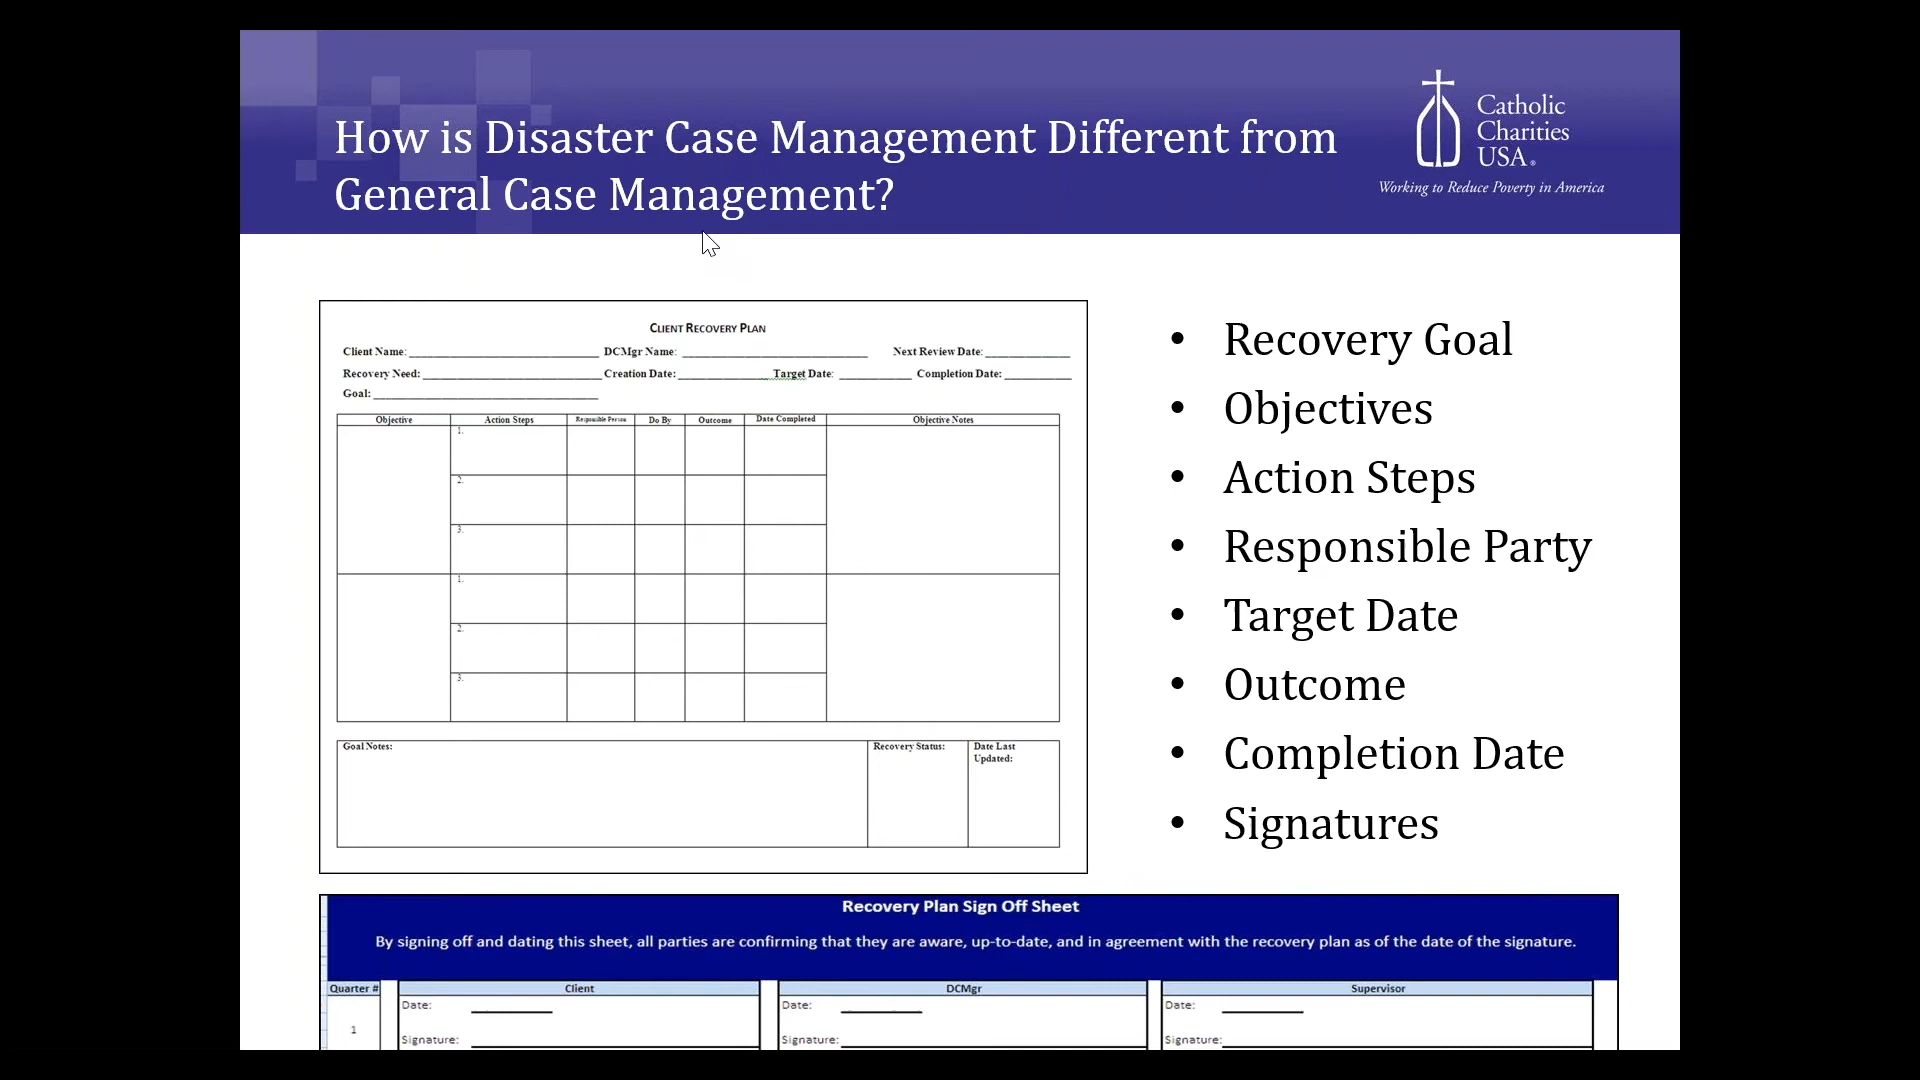 How is Disaster Case Management Different from
General Case Management?
Catholic
Charities
USA®
Working to Reduce Poverty in America
CLIENT RECOVERY PLAN
Client Name: DCMgr Name: Next Review Date:
Recovery Need: Creation Date: Target Date: Completion Date:
Goal:
Objective Action Steps Responsible Person Do By Outcome Date Completed Objective Notes
1.
2.
3.
1.
2.
3.
Goal Notes: Recovery Status: Date Last
Updated:
• Recovery Goal
• Objectives
• Action Steps
• Responsible Party
• Target Date
• Outcome
• Completion Date
• Signatures
Recovery Plan Sign Off Sheet
By signing off and dating this sheet, all parties are confirming that they are aware, up-to-date, and in agreement with the recovery plan as of the date of the signature.
Quarter # Client DCMgr Supervisor
Date: Date: Date:
1
Signature: Signature: Signature: